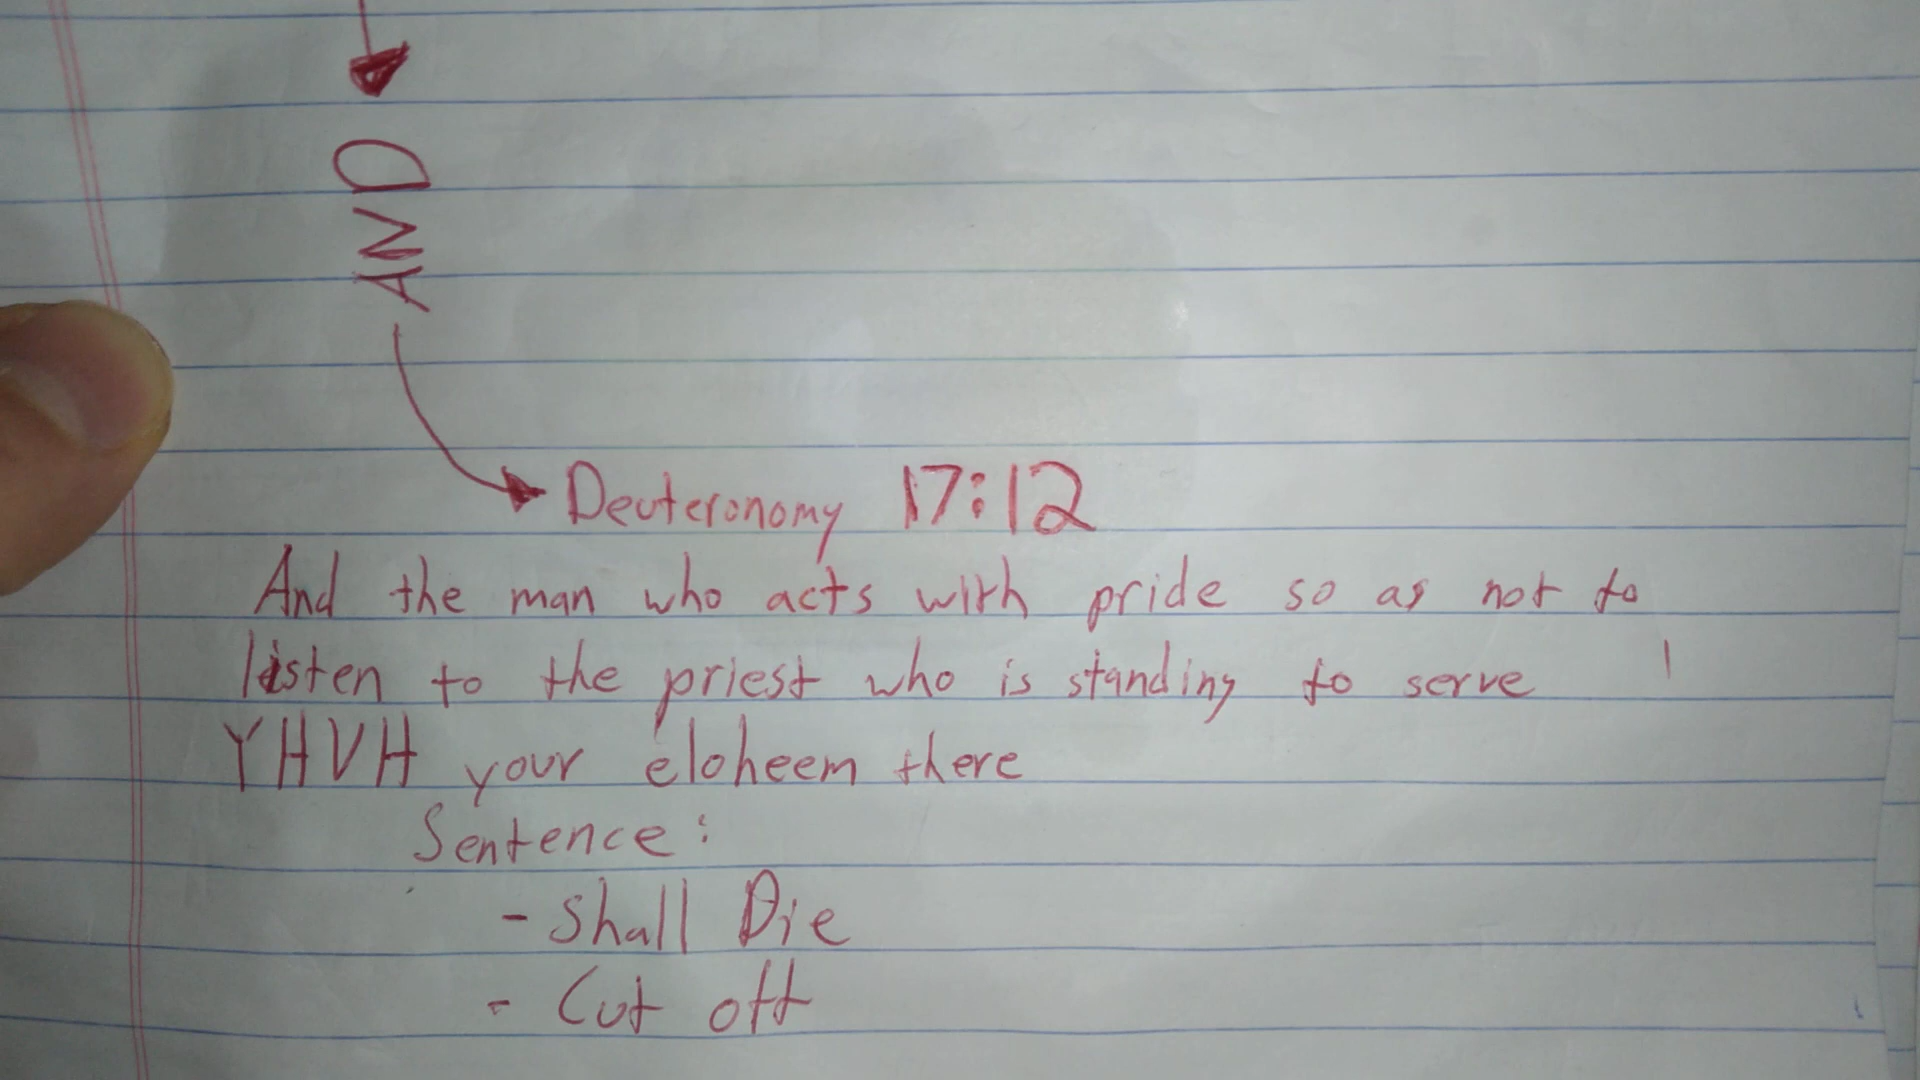 AND
Deuteronomy 17:12
And the man who acts with pride so as not to
listen to the priest who is standing to serve
YHVH your eloheem there
Sentence:
- Shall Die
- Cut off